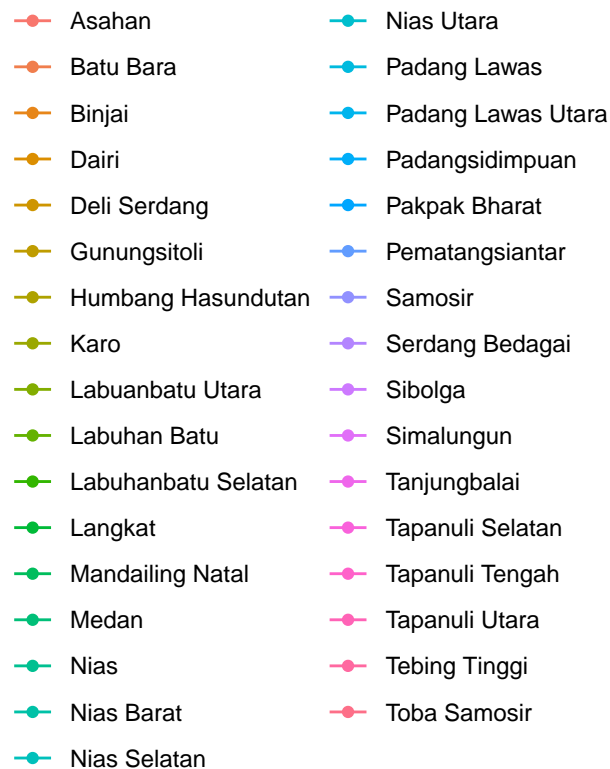 Asahan
Batu Bara
Binjai
Dairi
Deli Serdang
Gunungsitoli
Humbang Hasundutan
Karo
Labuanbatu Utara
Labuhan Batu
Labuhanbatu Selatan
Langkat
Mandailing Natal
Medan
Nias
Nias Barat
Nias Selatan
Nias Utara
Padang Lawas
Padang Lawas Utara
Padangsidimpuan
Pakpak Bharat
Pematangsiantar
Samosir
Serdang Bedagai
Sibolga
Simalungun
Tanjungbalai
Tapanuli Selatan
Tapanuli Tengah
Tapanuli Utara
Tebing Tinggi
Toba Samosir